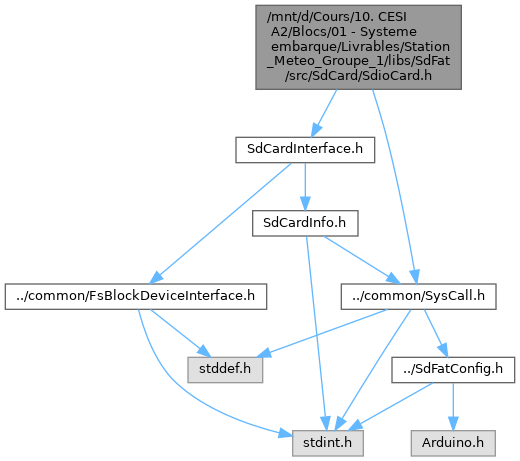 /mnt/d/Cours/10. CESI
A2/Blocs/01 - Systeme
embarque/Livrables/Station
_Meteo_Groupe_1/libs/SdFat
/src/SdCard/SdioCard.h
SdCardInterface.h
SdCardInfo.h
../common/FsBlockDeviceInterface.h
../common/SysCall.h
stddef.h
../SdFatConfig.h
stdint.h
Arduino.h